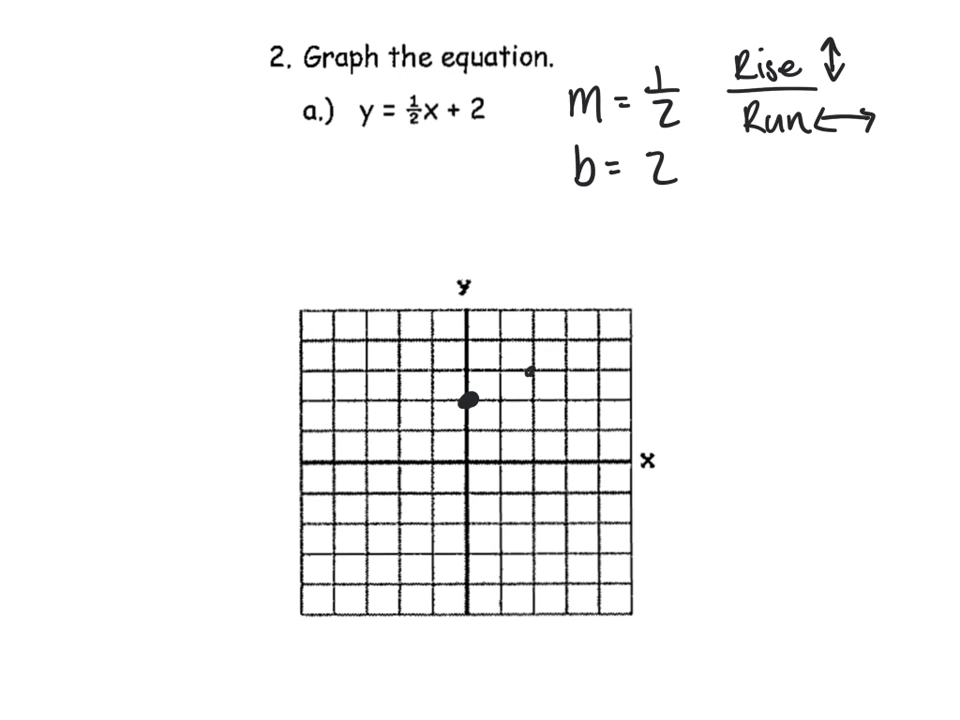 2. Graph the equation.
a.) y = ½x + 2
m = 1/2
b = 2
Rise ↕
Run ↔
y
x